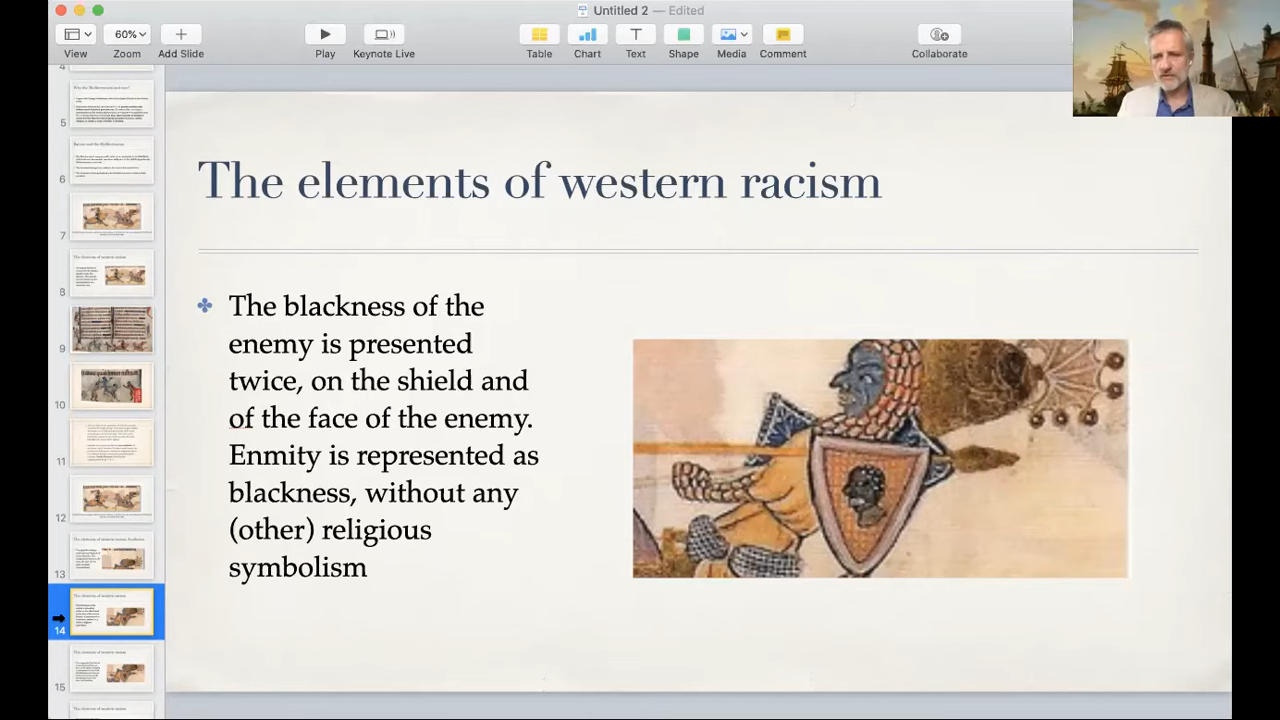 Untitled 2 — Edited
60%
View
Zoom
Add Slide
Play
Keynote Live
Table
Chart
Text
Shape
Media
Comment
Collaborate
4
5
6
7
8
9
10
11
12
13
14
15
The elements of western racism
The blackness of the
enemy is presented
twice, on the shield and
of the face of the enemy.
Enmity is represented as
blackness, without any
(other) religious
symbolism